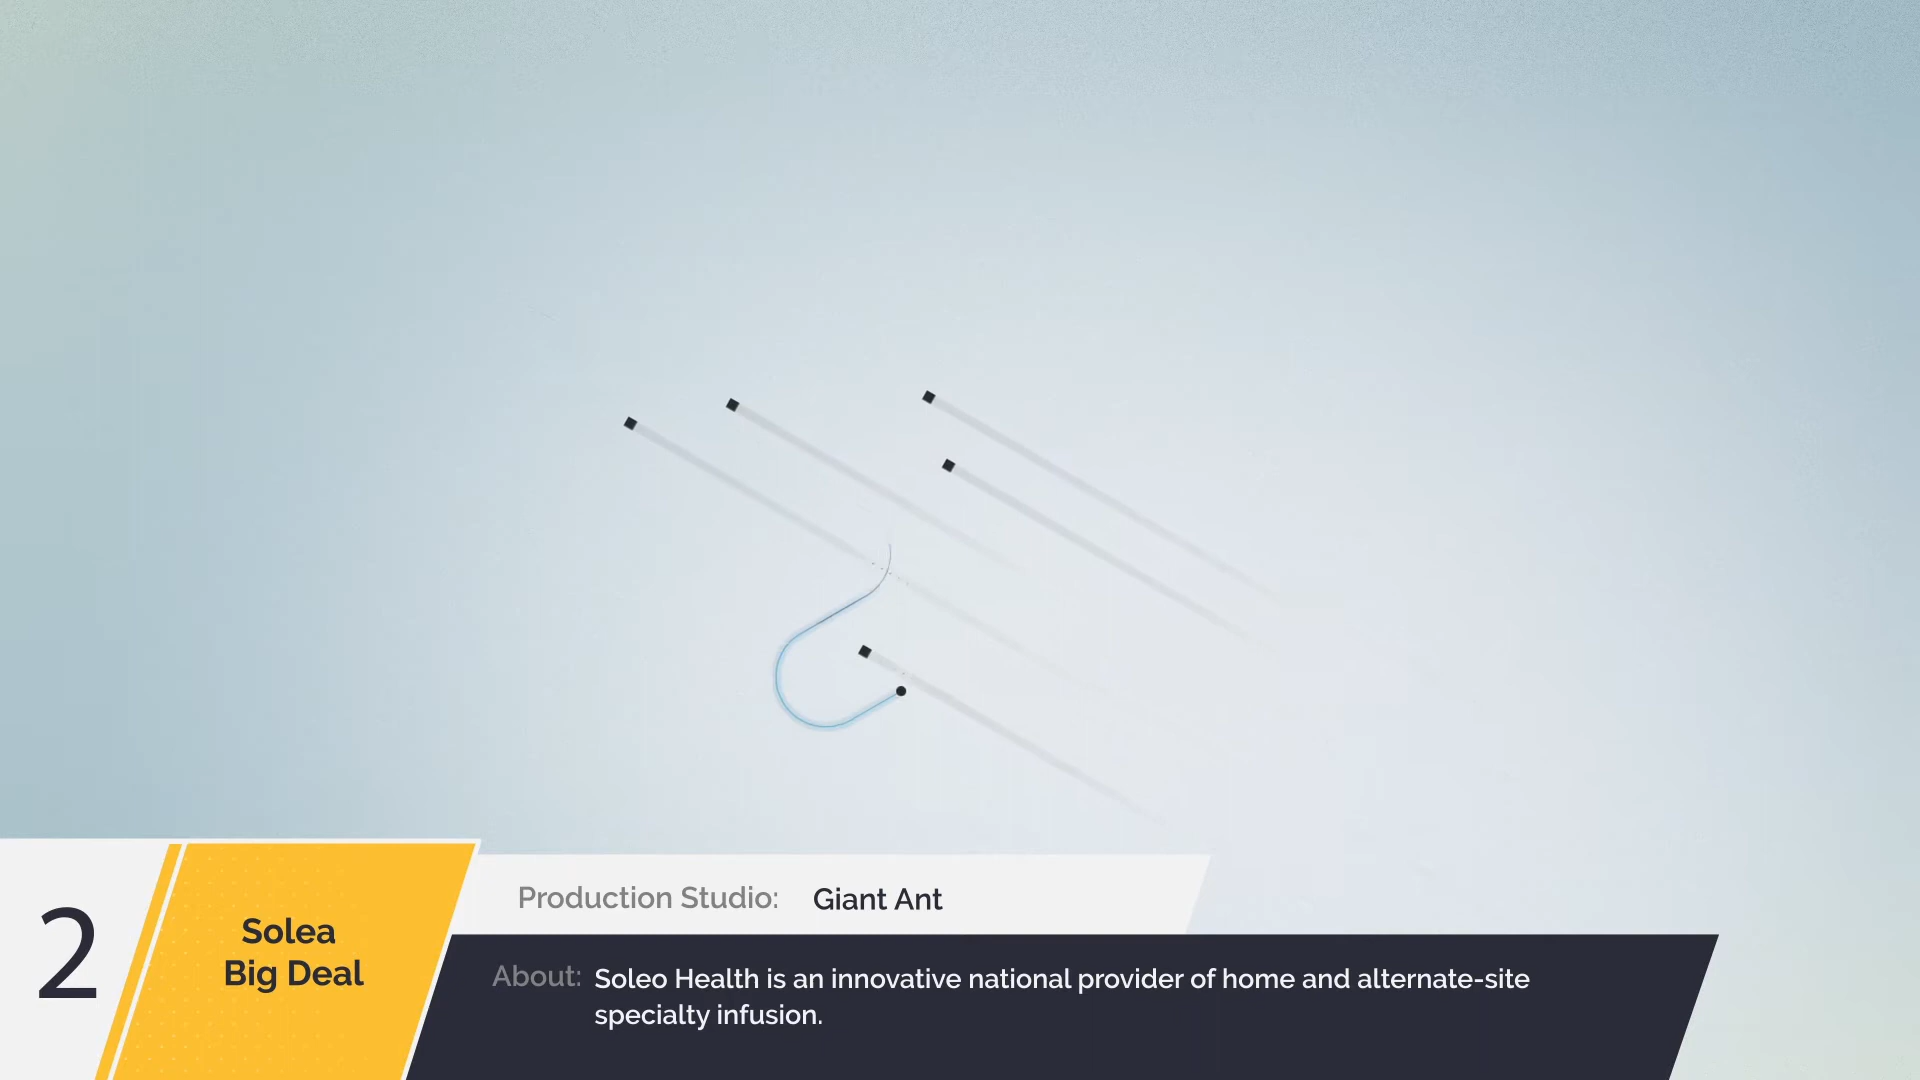 2
Solea
Big Deal
Production Studio: Giant Ant
About: Soleo Health is an innovative national provider of home and alternate-site
specialty infusion.